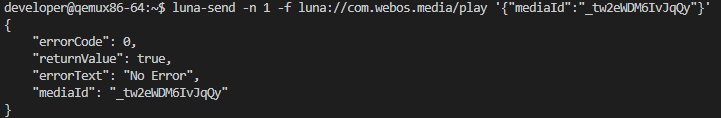 developer@qemux86-64:~$ luna-send -n 1 -f luna://com.webos.media/play '{"mediaId":"_tw2eWDM6IvJqQy"}'
{
    "errorCode": 0,
    "returnValue": true,
    "errorText": "No Error",
    "mediaId": "_tw2eWDM6IvJqQy"
}